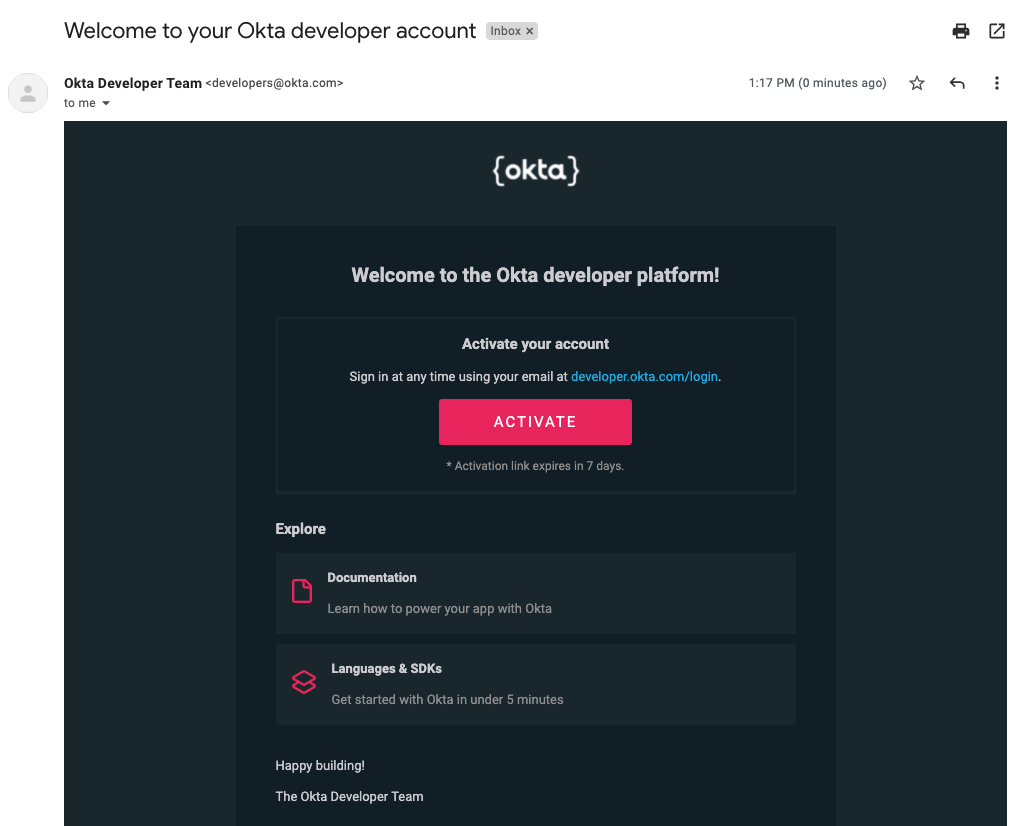 Welcome to your Okta developer account Inbox ×
Okta Developer Team <developers@okta.com> 1:17 PM (0 minutes ago)
to me
{okta}
Welcome to the Okta developer platform!
Activate your account
Sign in at any time using your email at developer.okta.com/login.
ACTIVATE
* Activation link expires in 7 days.
Explore
Documentation
Learn how to power your app with Okta
Languages & SDKs
Get started with Okta in under 5 minutes
Happy building!
The Okta Developer Team